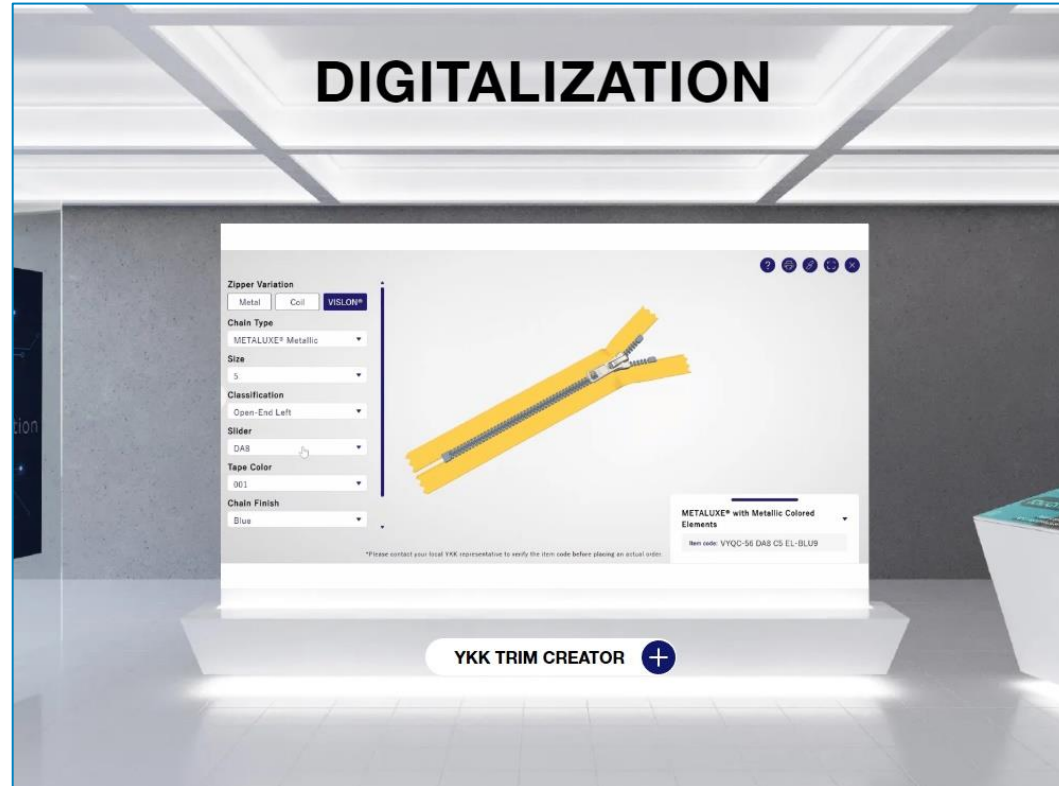 DIGITALIZATION
Zipper Variation
Metal Coil VISLON®
Chain Type
METALUXE® Metallic
Size
5
Classification
Open-End Left
Slider
DA8
Tape Color
001
Chain Finish
Blue
?
METALUXE® with Metallic Colored
Elements
Item code: VYQC-56 DA8 C5 EL-BLU9
*Please contact your local YKK representative to verify the item code before placing an actual order.
YKK TRIM CREATOR +